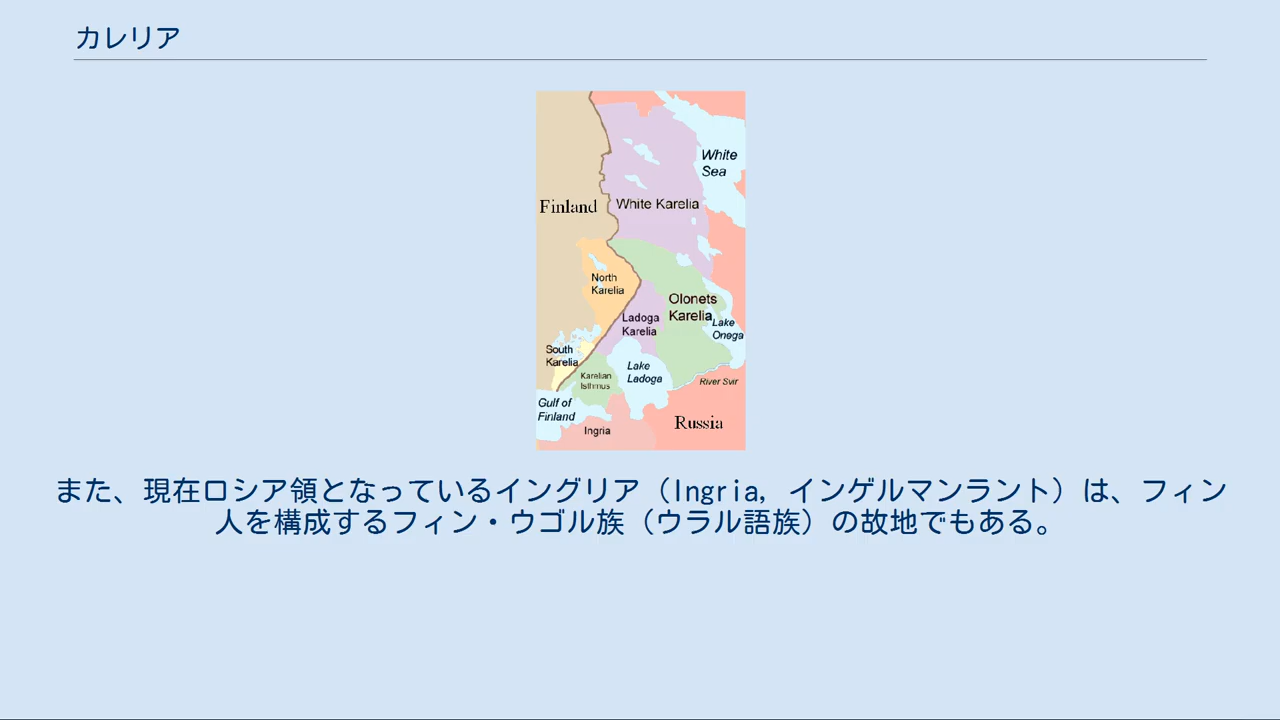 カレリア
White
Sea
Finland
White Karelia
North
Karelia
Olonets
Karelia
Ladoga
Karelia
Lake
Onega
South
Karelia
Lake
Ladoga
Karelian
Isthmus
River Svir
Gulf of
Finland
Russia
Ingria
また、現在ロシア領となっているイングリア（Ingria, インゲルマンラント）は、フィン
人を構成するフィン・ウゴル族（ウラル語族）の故地でもある。